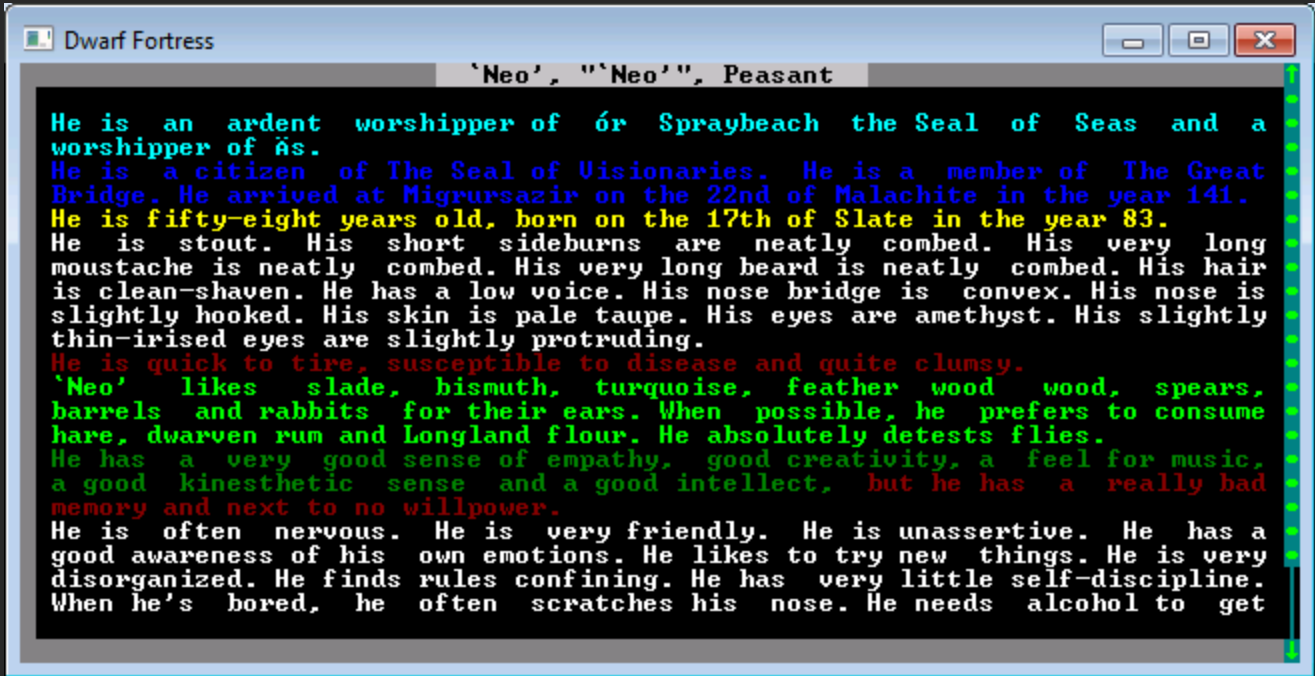 Dwarf Fortress
`Neo', "`Neo'", Peasant
He is an ardent worshipper of ór Spraybeach the Seal of Seas and a
worshipper of Äs.
He is a citizen of The Seal of Visionaries. He is a member of The Great
Bridge. He arrived at Migrursazir on the 22nd of Malachite in the year 141.
He is fifty-eight years old, born on the 17th of Slate in the year 83.
He is stout. His short sideburns are neatly combed. His very long
moustache is neatly combed. His very long beard is neatly combed. His hair
is clean-shaven. He has a low voice. His nose bridge is convex. His nose is
slightly hooked. His skin is pale taupe. His eyes are amethyst. His slightly
thin-irised eyes are slightly protruding.
He is quick to tire, susceptible to disease and quite clumsy.
`Neo' likes slade, bismuth, turquoise, feather wood wood, spears,
barrels and rabbits for their ears. When possible, he prefers to consume
hare, dwarven rum and Longland flour. He absolutely detests flies.
He has a very good sense of empathy, good creativity, a feel for music,
a good kinesthetic sense and a good intellect, but he has a really bad
memory and next to no willpower.
He is often nervous. He is very friendly. He is unassertive. He has a
good awareness of his own emotions. He likes to try new things. He is very
disorganized. He finds rules confining. He has very little self-discipline.
When he's bored, he often scratches his nose. He needs alcohol to get